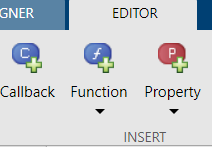 GNER EDITOR
C f P
Callback Function Property
INSERT